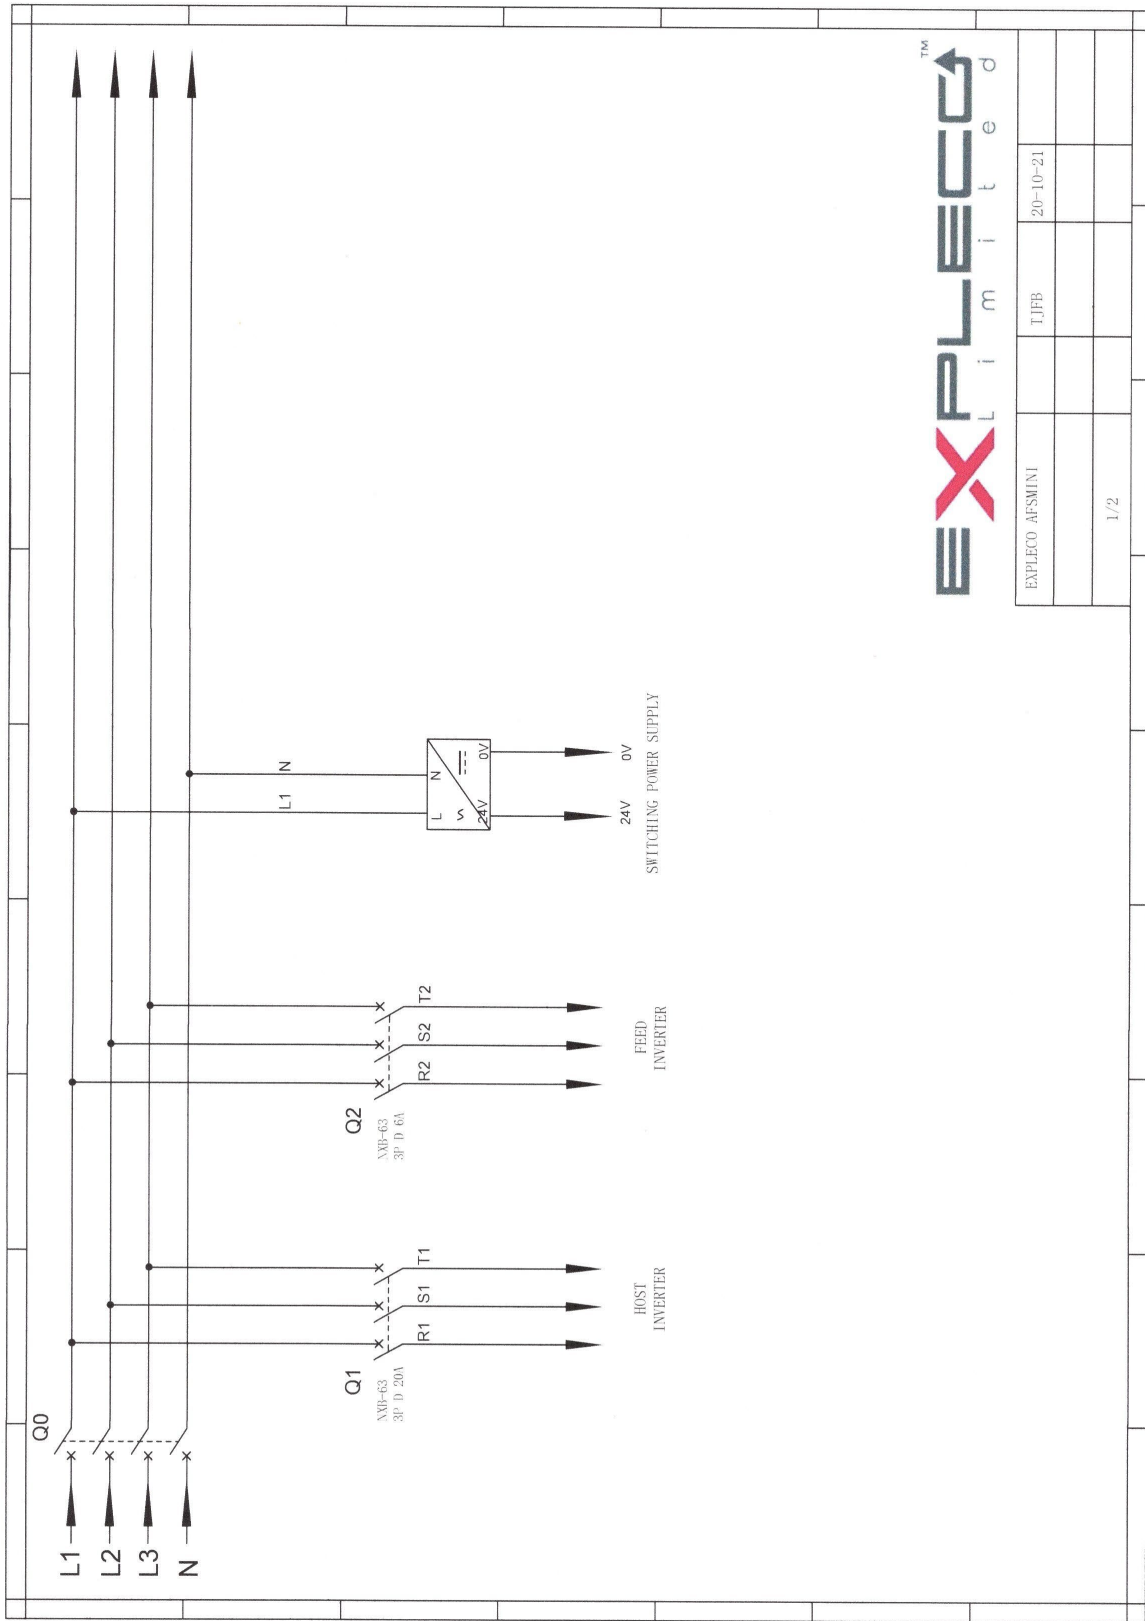 L1
L2
L3
N
Q0
Q1
NXB-63
3P D 20A
R1
S1
T1
HOST
INVERTER
Q2
NXB-63
3P D 6A
R2
S2
T2
FEED
INVERTER
L1
N
L
N
24V
0V
24V
0V
SWITCHING POWER SUPPLY
EXPLECO™
Limited
EXPLECO AFSMINI
TJFB
20-10-21
1/2